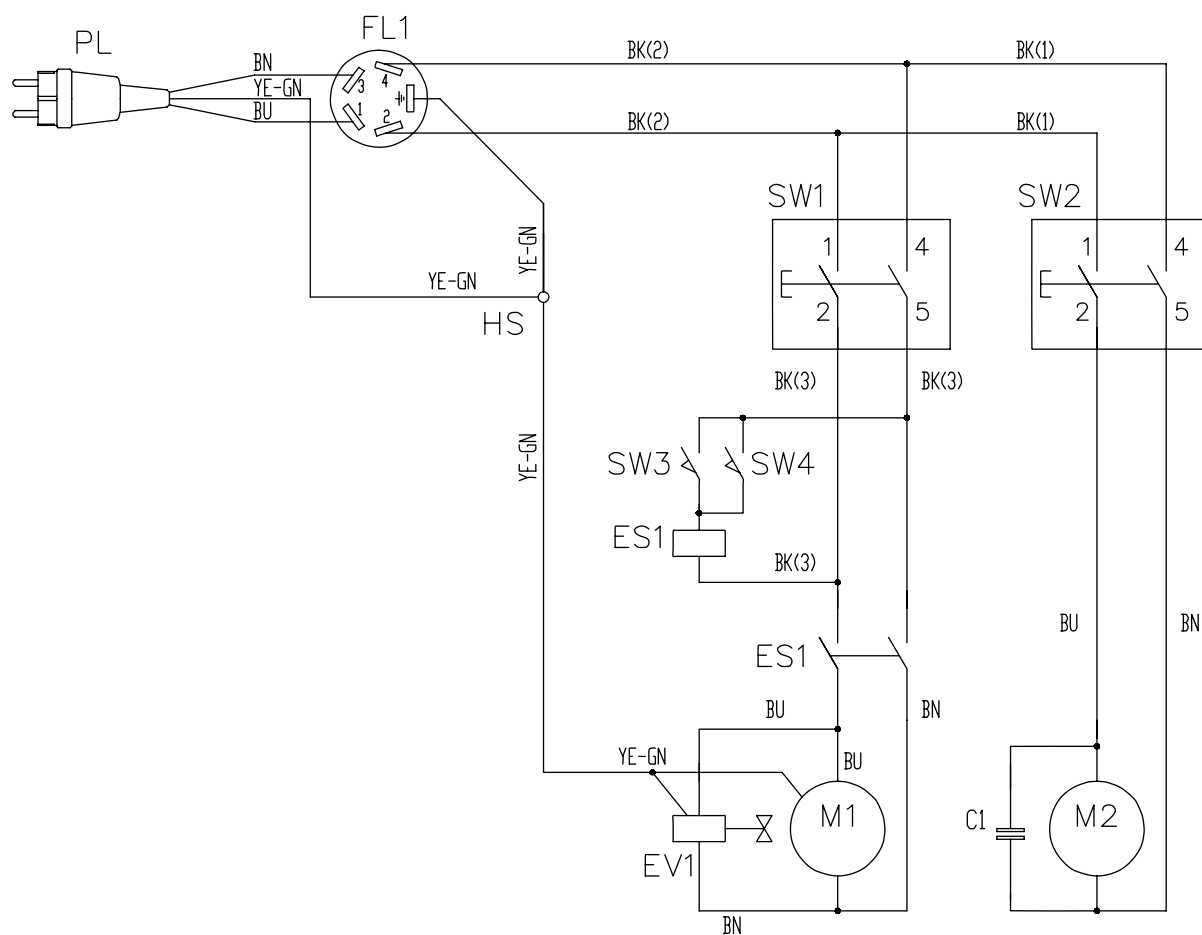 PL
FL1
BN
YE-GN
BU
3
4
1
2
BK(2)
BK(1)
BK(2)
BK(1)
SW1
SW2
1
4
2
5
1
4
2
5
YE-GN
YE-GN
HS
BK(3)
BK(3)
YE-GN
SW3
SW4
ES1
BK(3)
BU
BN
ES1
BU
BN
YE-GN
BU
M1
C1
M2
EV1
BN